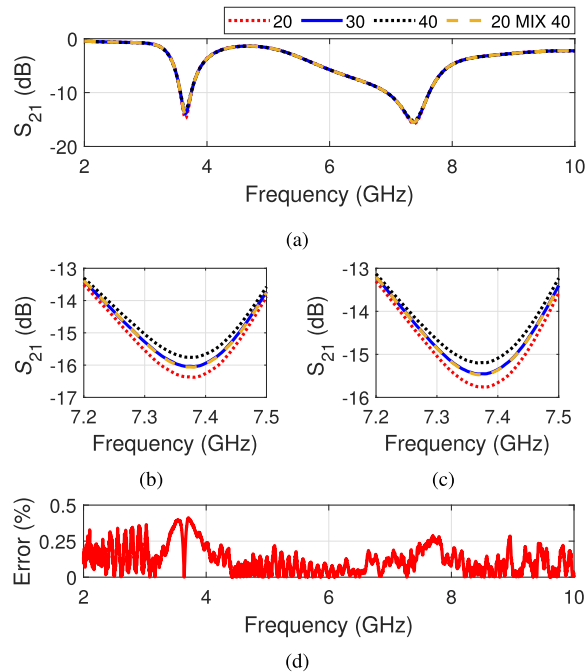 20 30 40 20 MIX 40
0
-10
-20
S21 (dB)
2 4 6 8 10
Frequency (GHz)
(a)
-13
-14
-15
-16
-17
S21 (dB)
7.2 7.3 7.4 7.5
Frequency (GHz)
(b)
-13
-14
-15
-16
S21 (dB)
7.2 7.3 7.4 7.5
Frequency (GHz)
(c)
0.5
0.25
0
Error (%)
2 4 6 8 10
Frequency (GHz)
(d)